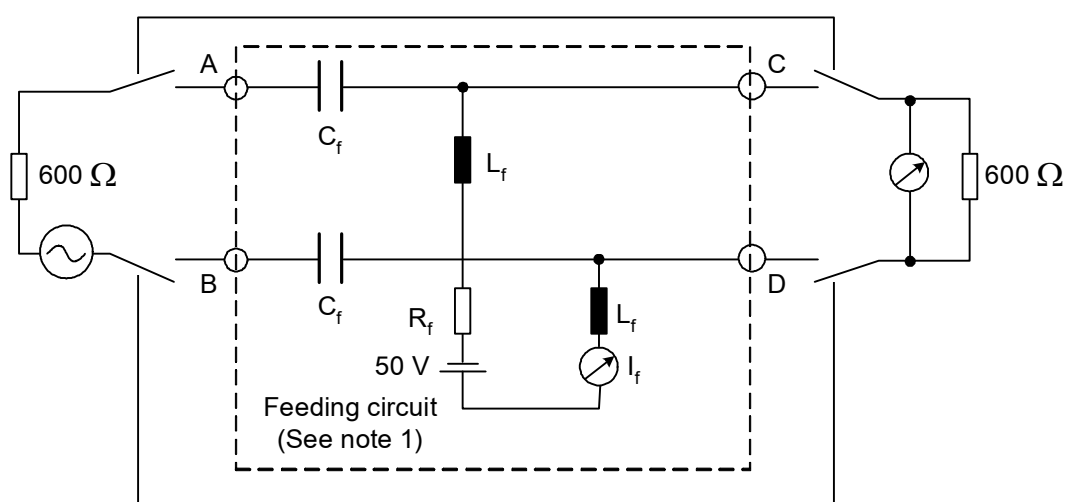 A
C
C_f
600 Ω
L_f
600 Ω
B
D
C_f
R_f
L_f
50 V
I_f
Feeding circuit
(See note 1)